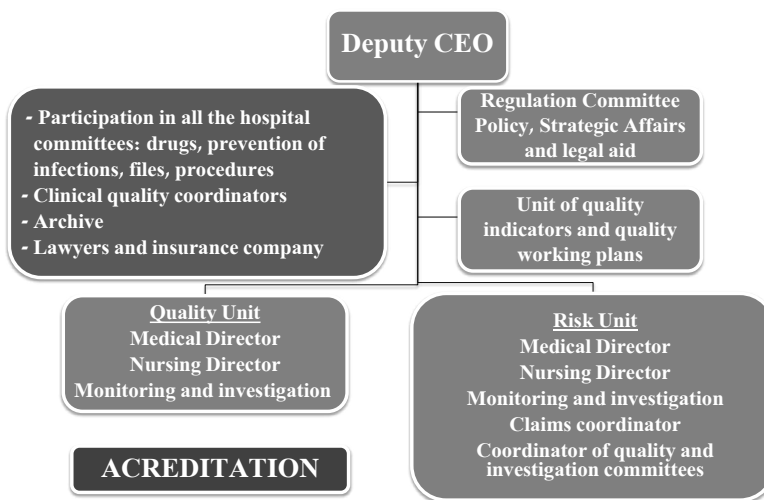 Deputy CEO
- Participation in all the hospital
committees: drugs, prevention of
infections, files, procedures
- Clinical quality coordinators
- Archive
- Lawyers and insurance company
Regulation Committee
Policy, Strategic Affairs
and legal aid
Unit of quality
indicators and quality
working plans
Quality Unit
Medical Director
Nursing Director
Monitoring and investigation
Risk Unit
Medical Director
Nursing Director
Monitoring and investigation
Claims coordinator
Coordinator of quality and
investigation committees
ACREDITATION